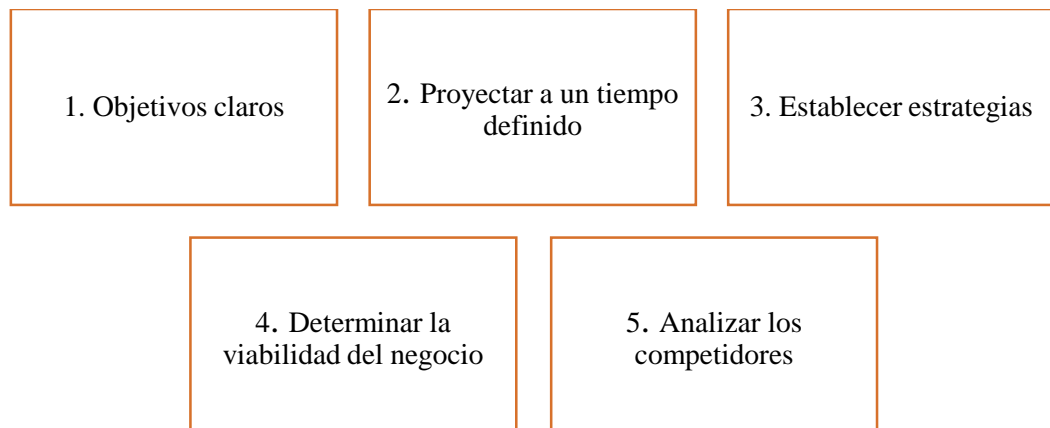 1. Objetivos claros
2. Proyectar a un tiempo
definido
3. Establecer estrategias
4. Determinar la
viabilidad del negocio
5. Analizar los
competidores